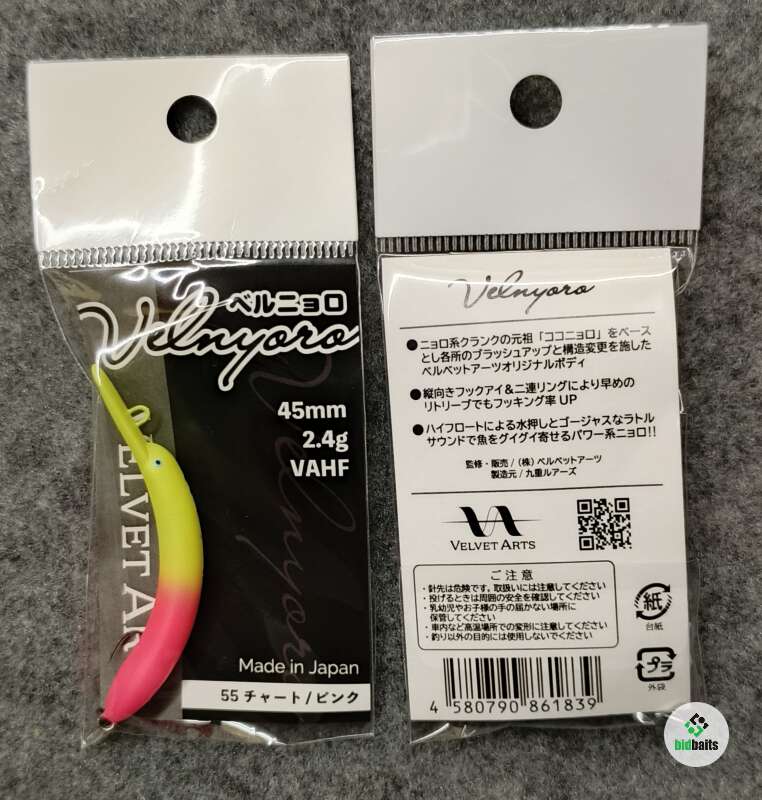 ベルニョロ
Velnyoro
45mm
2.4g
VAHF
VELVET AR
Made in Japan
55 チャート/ピンク
Velnyoro
●ニョロ系クランクの元祖「ココニョロ」をベース
とし各所のブラッシュアップと構造変更を施した
ベルベットアーツオリジナルボディ
●縦向きフックアイ&二連リングにより早めの
リトリーブでもフッキング率 UP
●ハイフロートによる水押しとゴージャスなラトル
サウンドで魚をグイグイ寄せるパワー系ニョロ!!
監修・販売 / (株) ベルベットアーツ
製造元 / 九重ルアーズ
VELVET ARTS
ご注意
・針先は危険です。取扱いには注意してください
・投げるときは周囲の安全を確認してください
・乳幼児やお子様の手の届かない場所に
保管してください
・車内など高温場所での変形に注意してください
・釣り以外の目的には使用しないでください
紙
台紙
プラ
外袋
4 580790 861839
bidbaits